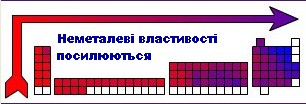 Неметалеві властивості
посилюються